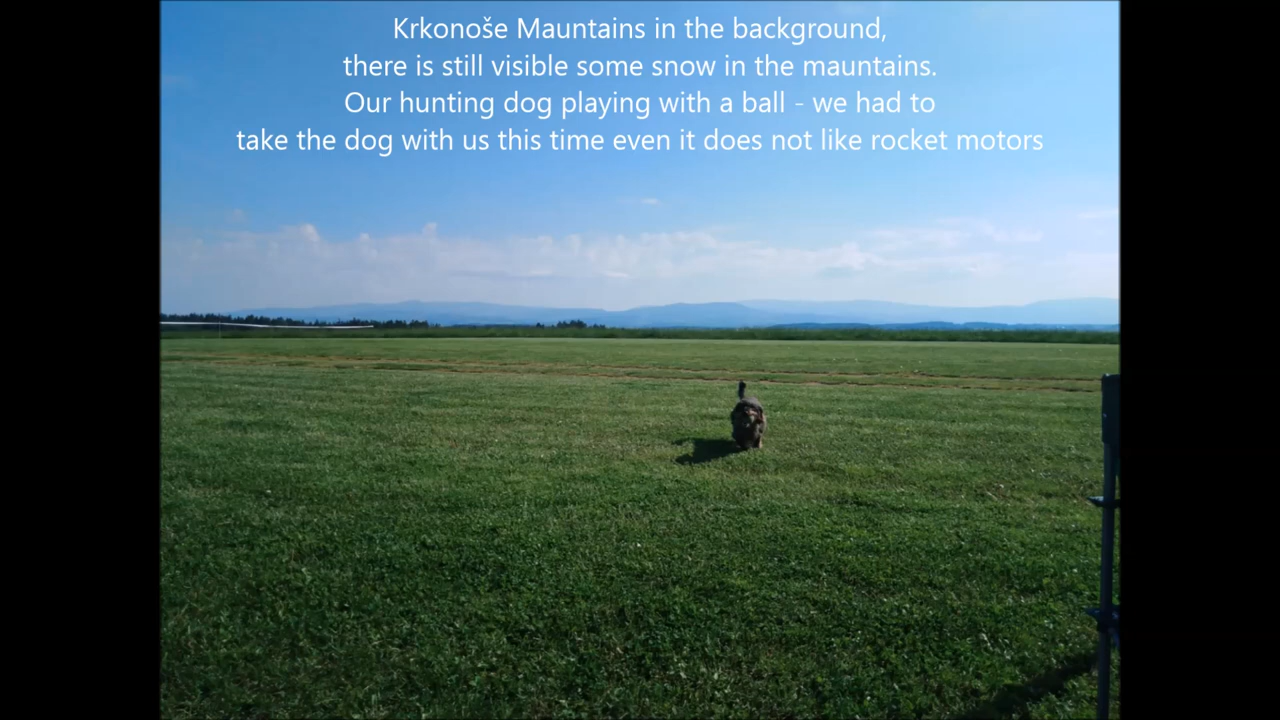 Krkonoše Mauntains in the background,
there is still visible some snow in the mauntains.
Our hunting dog playing with a ball - we had to
take the dog with us this time even it does not like rocket motors